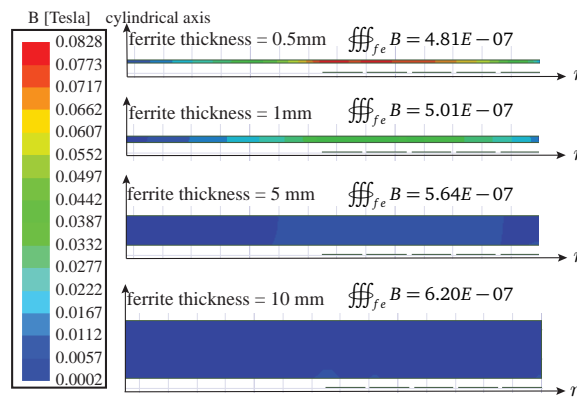 B [Tesla] cylindrical axis
0.0828
0.0773
0.0717
0.0662
0.0607
0.0552
0.0497
0.0442
0.0387
0.0332
0.0277
0.0222
0.0167
0.0112
0.0057
0.0002
ferrite thickness = 0.5mm ∰fe B = 4.81E − 07
r
ferrite thickness = 1mm ∰fe B = 5.01E − 07
r
ferrite thickness = 5 mm ∰fe B = 5.64E − 07
r
ferrite thickness = 10 mm ∰fe B = 6.20E − 07
r